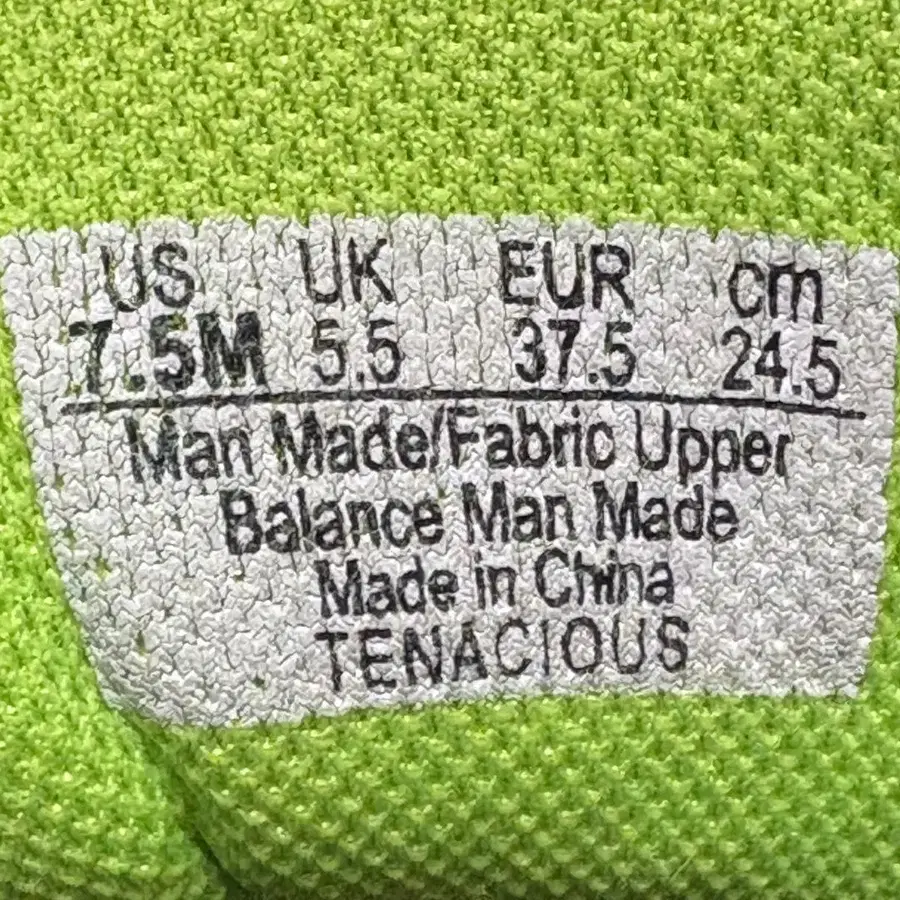 US UK EUR cm
7.5M 5.5 37.5 24.5
Man Made/Fabric Upper
Balance Man Made
Made in China
TENACIOUS